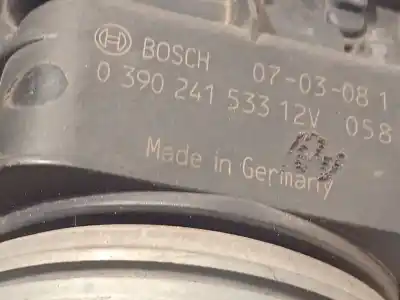 BOSCH 07-03-08 1
0 390 241 533 12V 058
Made in Germany